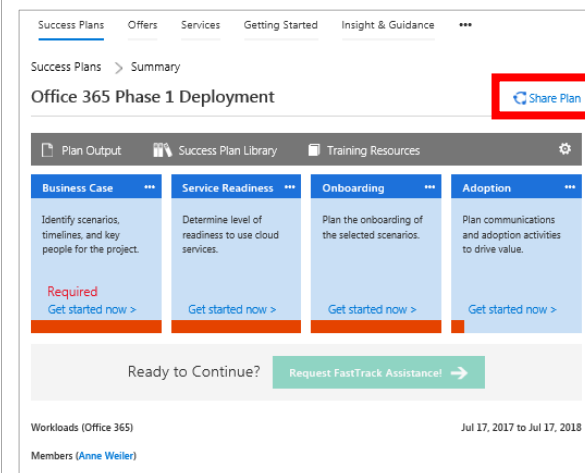 Success Plans Offers Services Getting Started Insight & Guidance •••
Success Plans > Summary
Office 365 Phase 1 Deployment
Share Plan
Plan Output Success Plan Library Training Resources
Business Case •••
Identify scenarios,
timelines, and key
people for the project.
Required
Get started now >
Service Readiness •••
Determine level of
readiness to use cloud
services.
Get started now >
Onboarding •••
Plan the onboarding of
the selected scenarios.
Get started now >
Adoption •••
Plan communications
and adoption activities
to drive value.
Get started now >
Ready to Continue? Request FastTrack Assistance!
Workloads (Office 365) Jul 17, 2017 to Jul 17, 2018
Members (Anne Weiler)